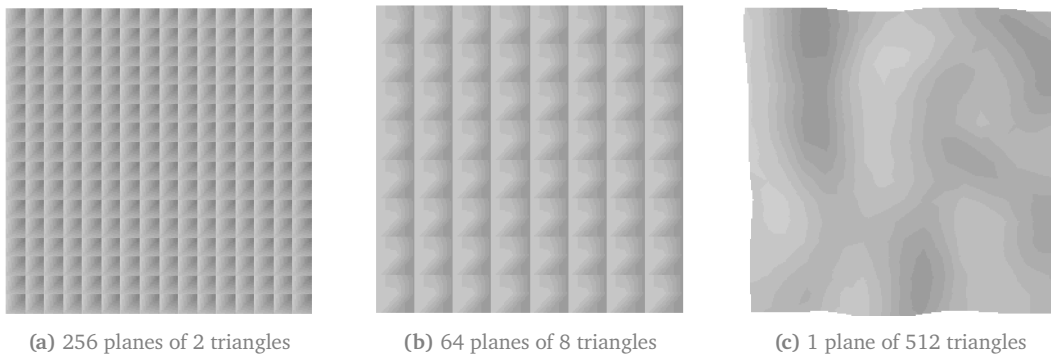 (a) 256 planes of 2 triangles
(b) 64 planes of 8 triangles
(c) 1 plane of 512 triangles